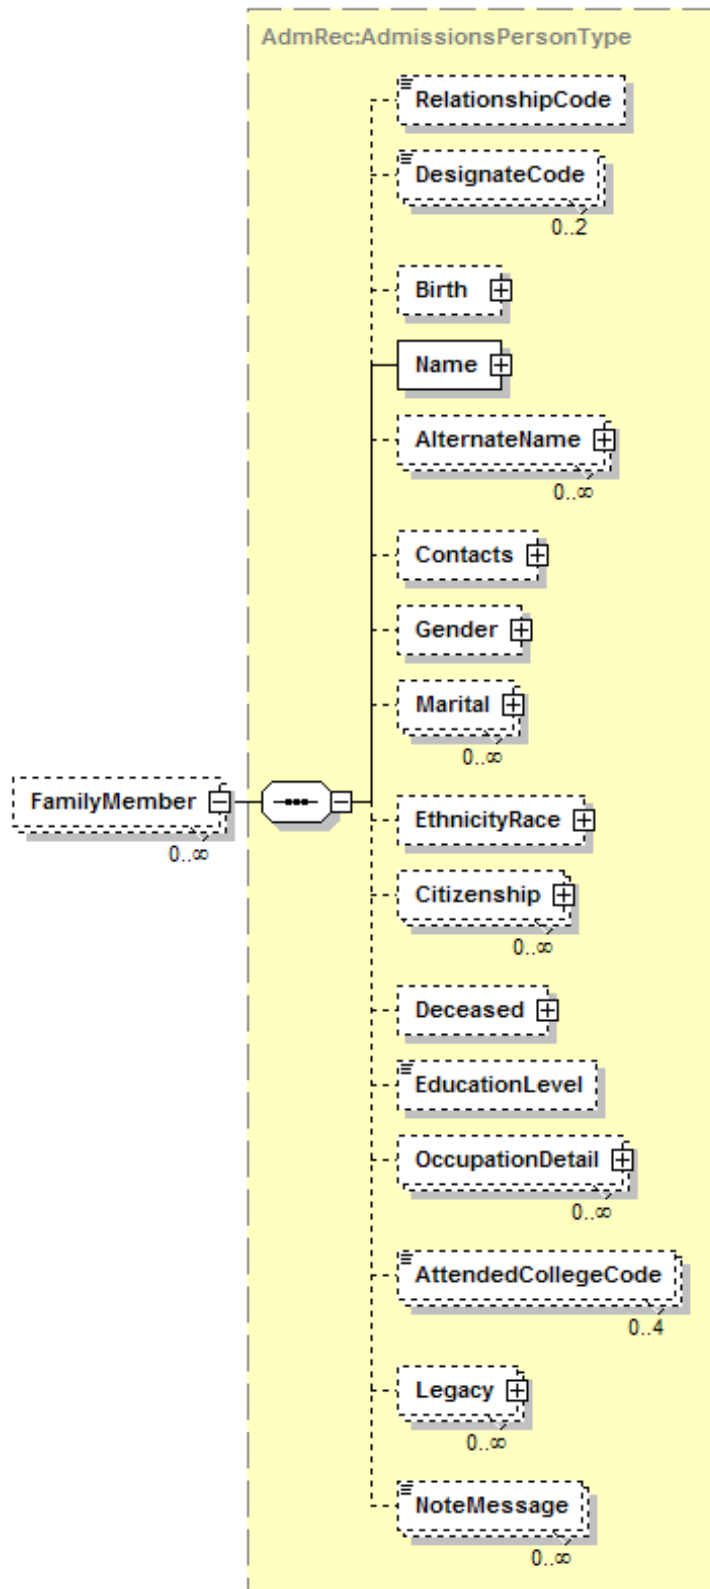 AdmRec:AdmissionsPersonType
RelationshipCode
DesignateCode
0..2
Birth
Name
AlternateName
0..∞
Contacts
Gender
Marital
0..∞
FamilyMember
0..∞
EthnicityRace
Citizenship
0..∞
Deceased
EducationLevel
OccupationDetail
0..∞
AttendedCollegeCode
0..4
Legacy
0..∞
NoteMessage
0..∞